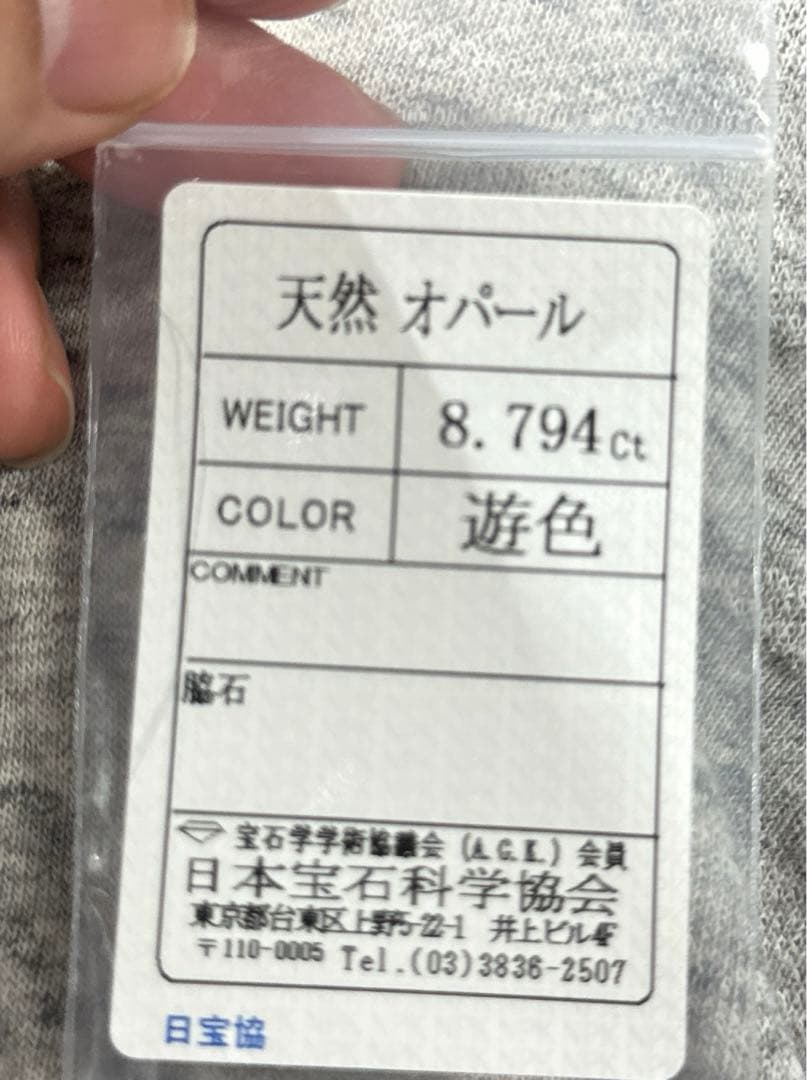 天然 オパール
WEIGHT 8.794ct
COLOR 遊色
COMMENT
脇石
宝石学学術協議会 (A.G.K.) 会員
日本宝石科学協会
東京都台東区上野5-22-1 井上ビル4F
〒110-0005 Tel.(03)3836-2507
日宝協